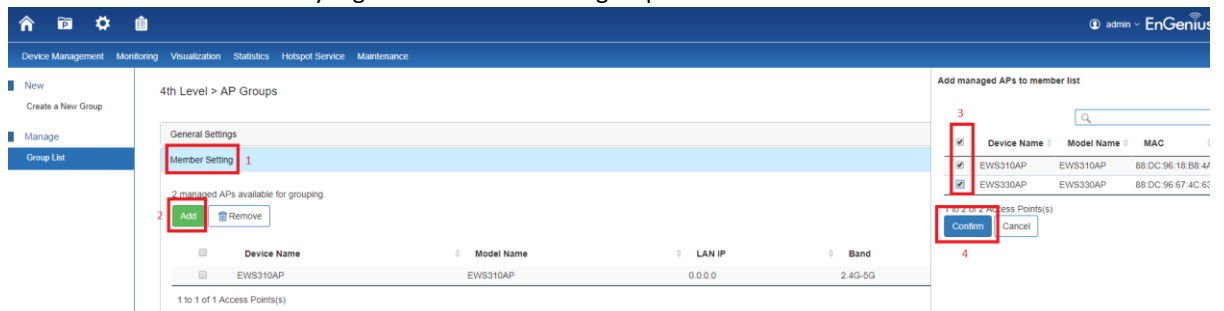 admin
EnGenius
Device Management Monitoring Visualization Statistics Hotspot Service Maintenance
New
Create a New Group
Manage
Group List
4th Level > AP Groups
General Settings
Member Setting 1
2 managed APs available for grouping.
2 Add Remove
Device Name Model Name LAN IP Band
EWS310AP EWS310AP 0.0.0.0 2.4G-5G
1 to 1 of 1 Access Points(s)
Add managed APs to member list
3
Device Name Model Name MAC
EWS310AP EWS310AP 88:DC:96:18:B8:4A
EWS330AP EWS330AP 88:DC:96:67:4C:63
1 to 2 of 2 Access Points(s)
Confirm Cancel
4